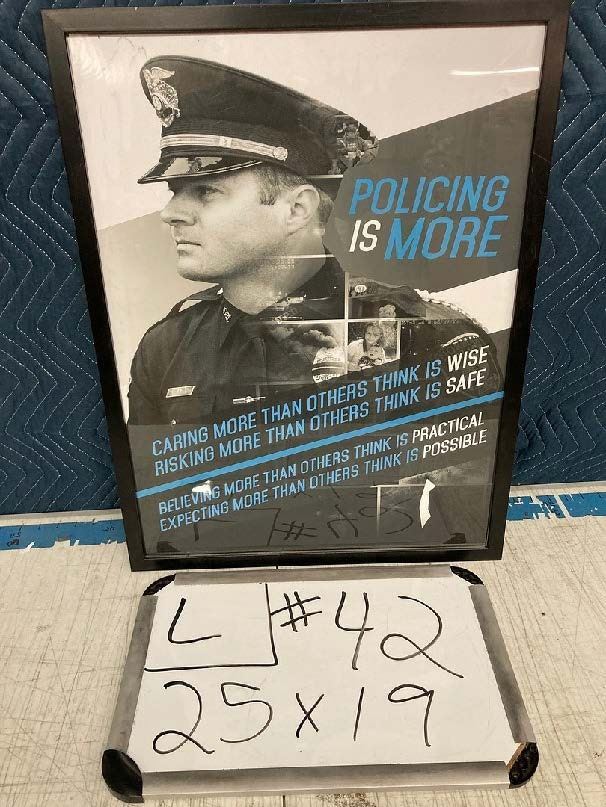 POLICING
IS MORE
CARING MORE THAN OTHERS THINK IS WISE
RISKING MORE THAN OTHERS THINK IS SAFE
BELIEVING MORE THAN OTHERS THINK IS PRACTICAL
EXPECTING MORE THAN OTHERS THINK IS POSSIBLE
L #42
25x19